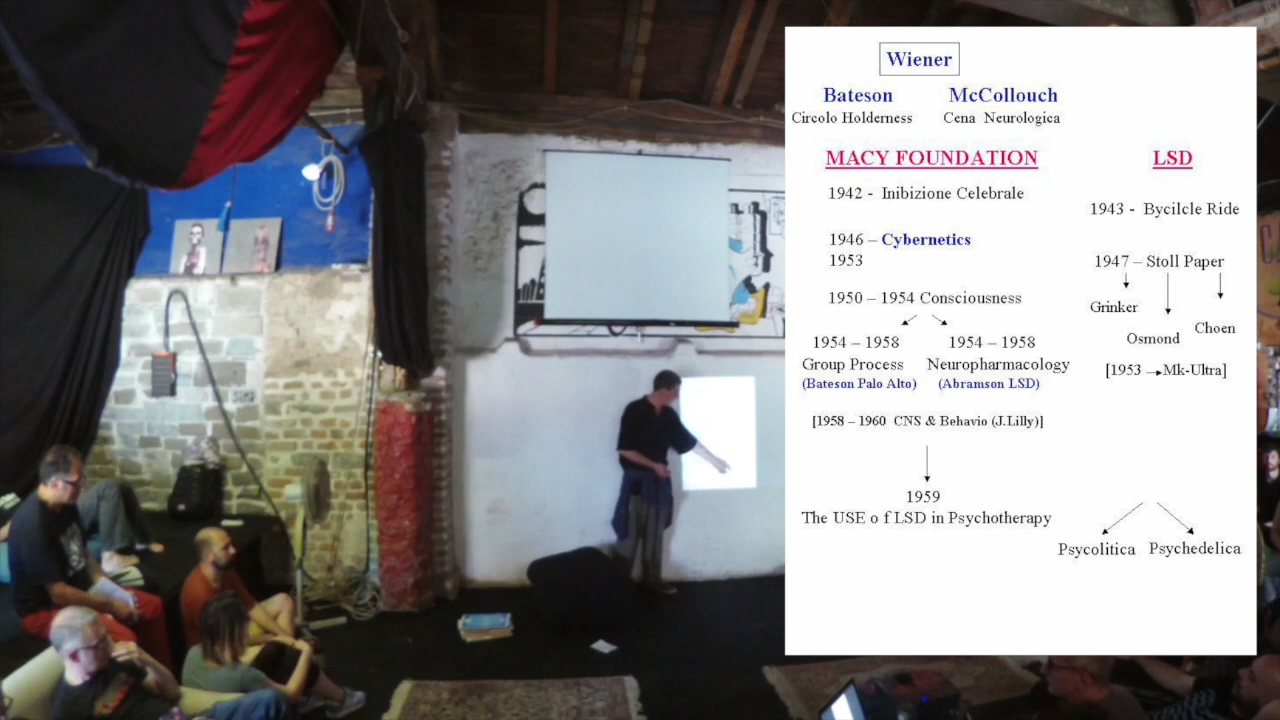 Wiener
Bateson
McCollouch
Circolo Holderness
Cena Neurologica
MACY FOUNDATION
1942 - Inibizione Celebrale
1946 – Cybernetics
1953
1950 – 1954 Consciousness
1954 – 1958
1954 – 1958
Group Process
Neuropharmacology
(Bateson Palo Alto)
(Abramson LSD)
[1958 – 1960 CNS & Behavio (J.Lilly)]
1959
The USE o f LSD in Psychotherapy
LSD
1943 - Bycilcle Ride
1947 – Stoll Paper
Grinker
Osmond
Choen
[1953 → Mk-Ultra]
Psycolitica
Psychedelica